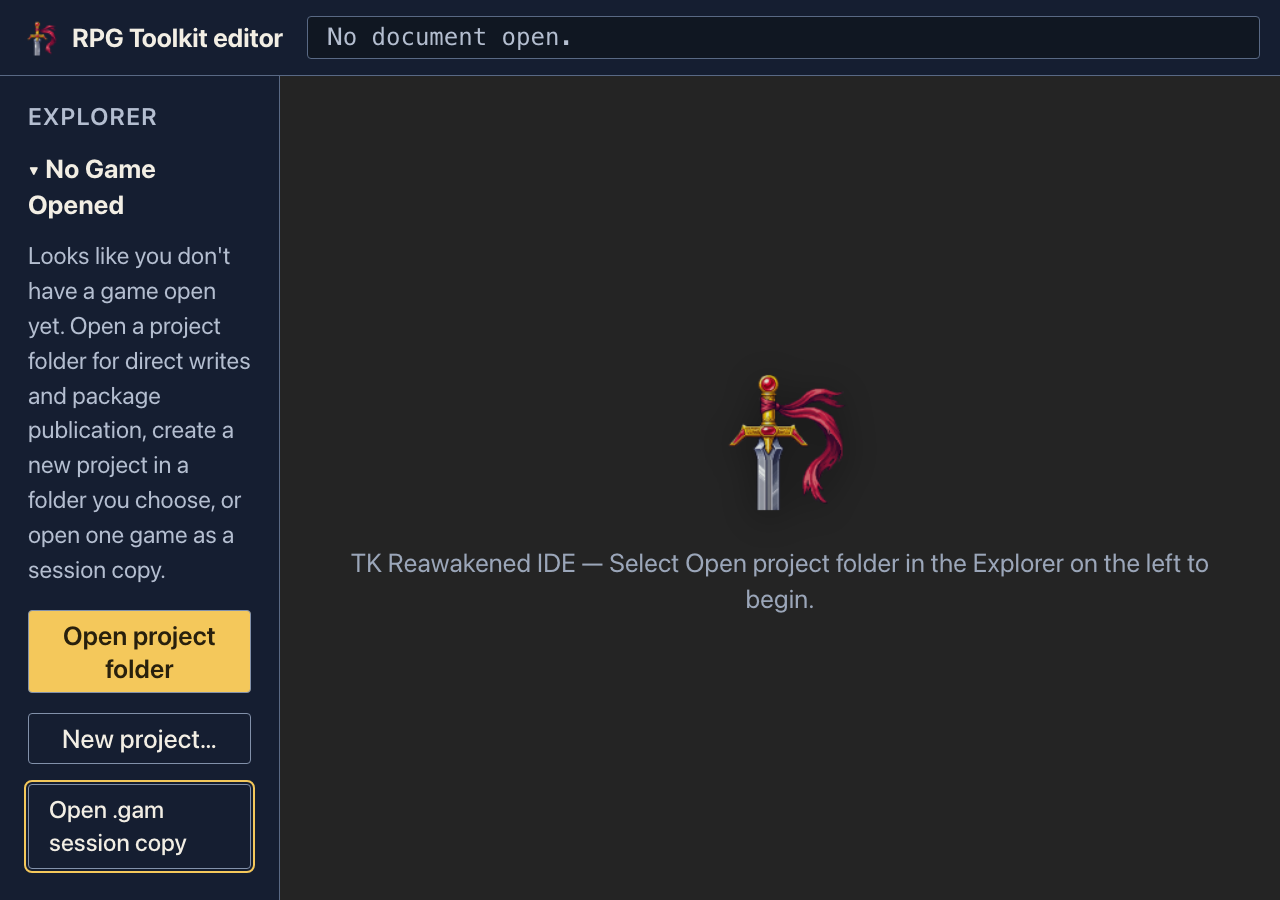 RPG Toolkit editor
No document open.
EXPLORER
▾ No Game
Opened
Looks like you don't
have a game open
yet. Open a project
folder for direct writes
and package
publication, create a
new project in a
folder you choose, or
open one game as a
session copy.
Open project
folder
New project...
Open .gam
session copy
TK Reawakened IDE — Select Open project folder in the Explorer on the left to
begin.